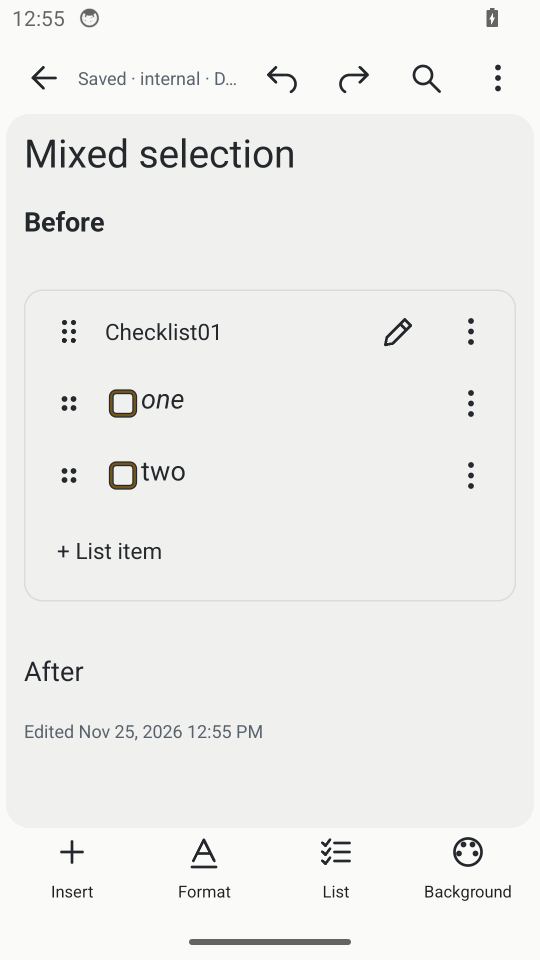 12:55
Saved · internal · D…
Mixed selection
Before
Checklist01
one
two
+ List item
After
Edited Nov 25, 2026 12:55 PM
Insert
Format
List
Background